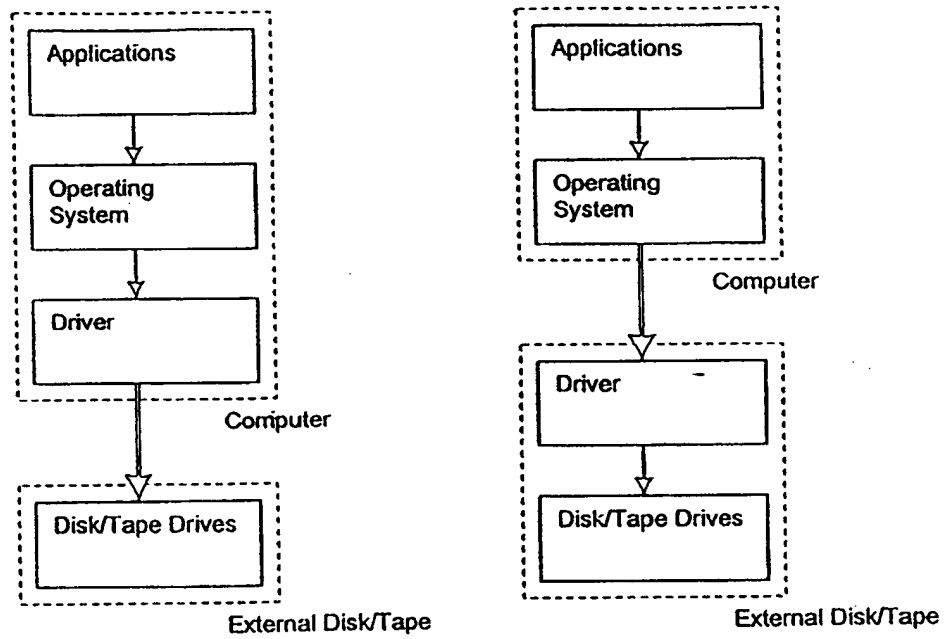 Applications
Operating
System
Driver
Computer
Disk/Tape Drives
External Disk/Tape
Applications
Operating
System
Computer
Driver
Disk/Tape Drives
External Disk/Tape